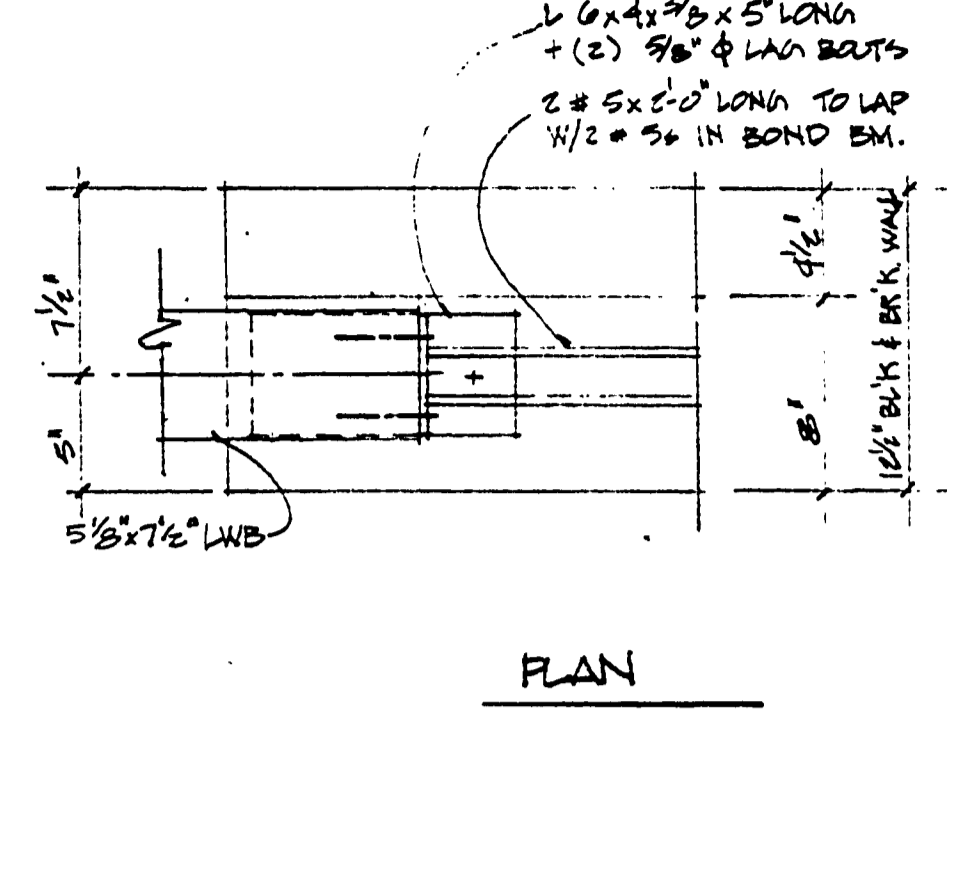 L 6x4x3/8 x 5" LONG
+ (2) 5/8" ϕ LAG BOLTS
2 # 5 x 2'-0" LONG TO LAP
W/2 # 5s IN BOND BM.
7 1/2"
5"
4 1/2"
8"
12 1/2" BL'K & BR'K. WALL
5 1/8" x 7 1/2" LWB
PLAN